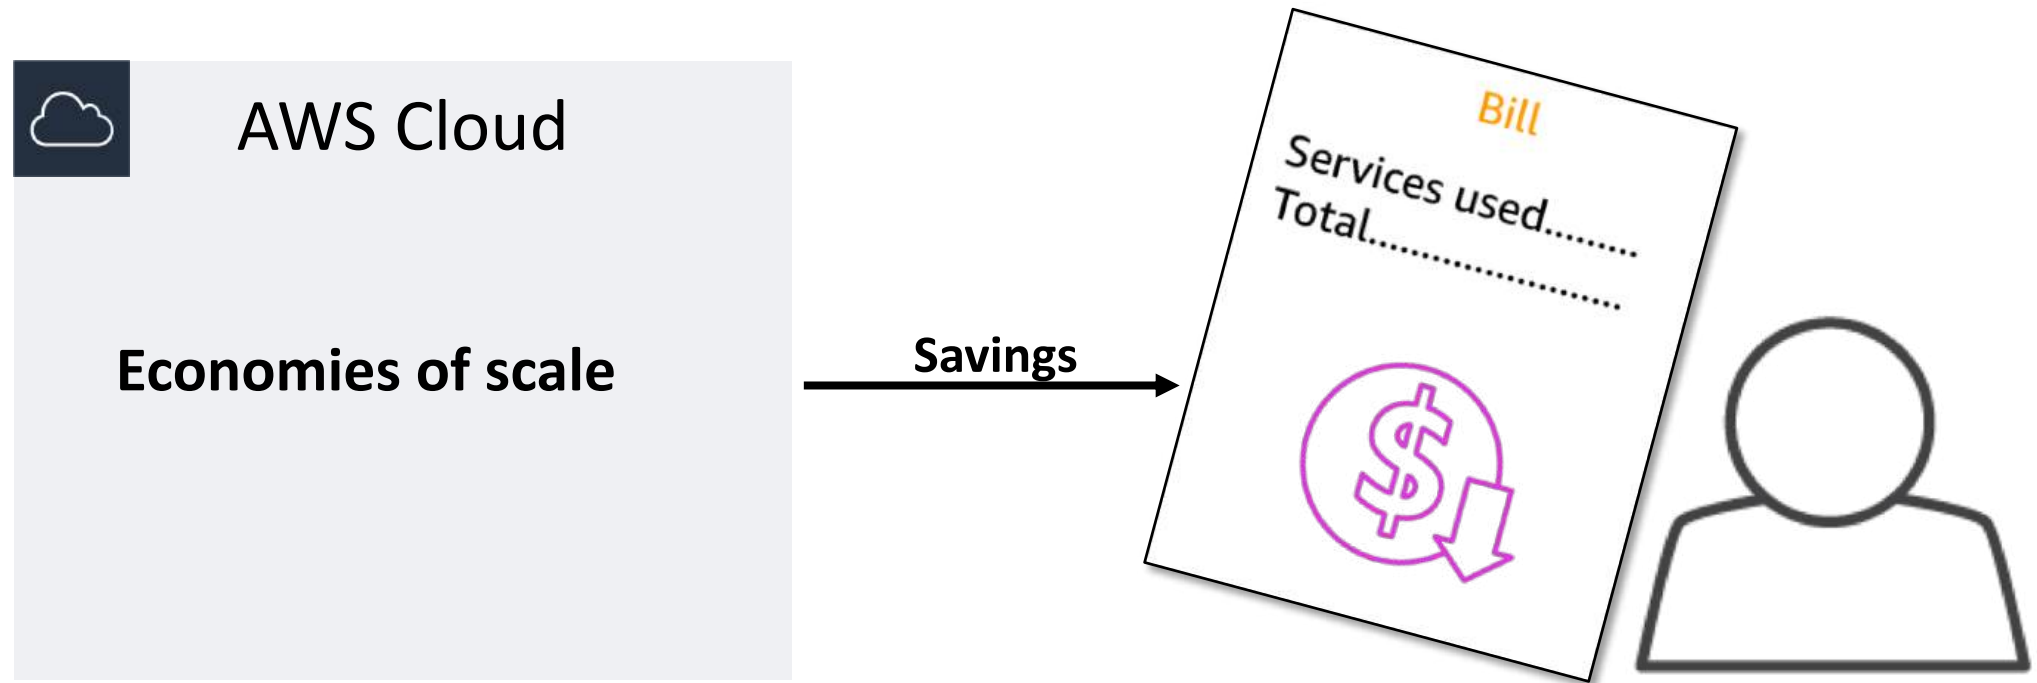 AWS Cloud
Economies of scale
Savings
Bill
Services used.........
Total........................
$